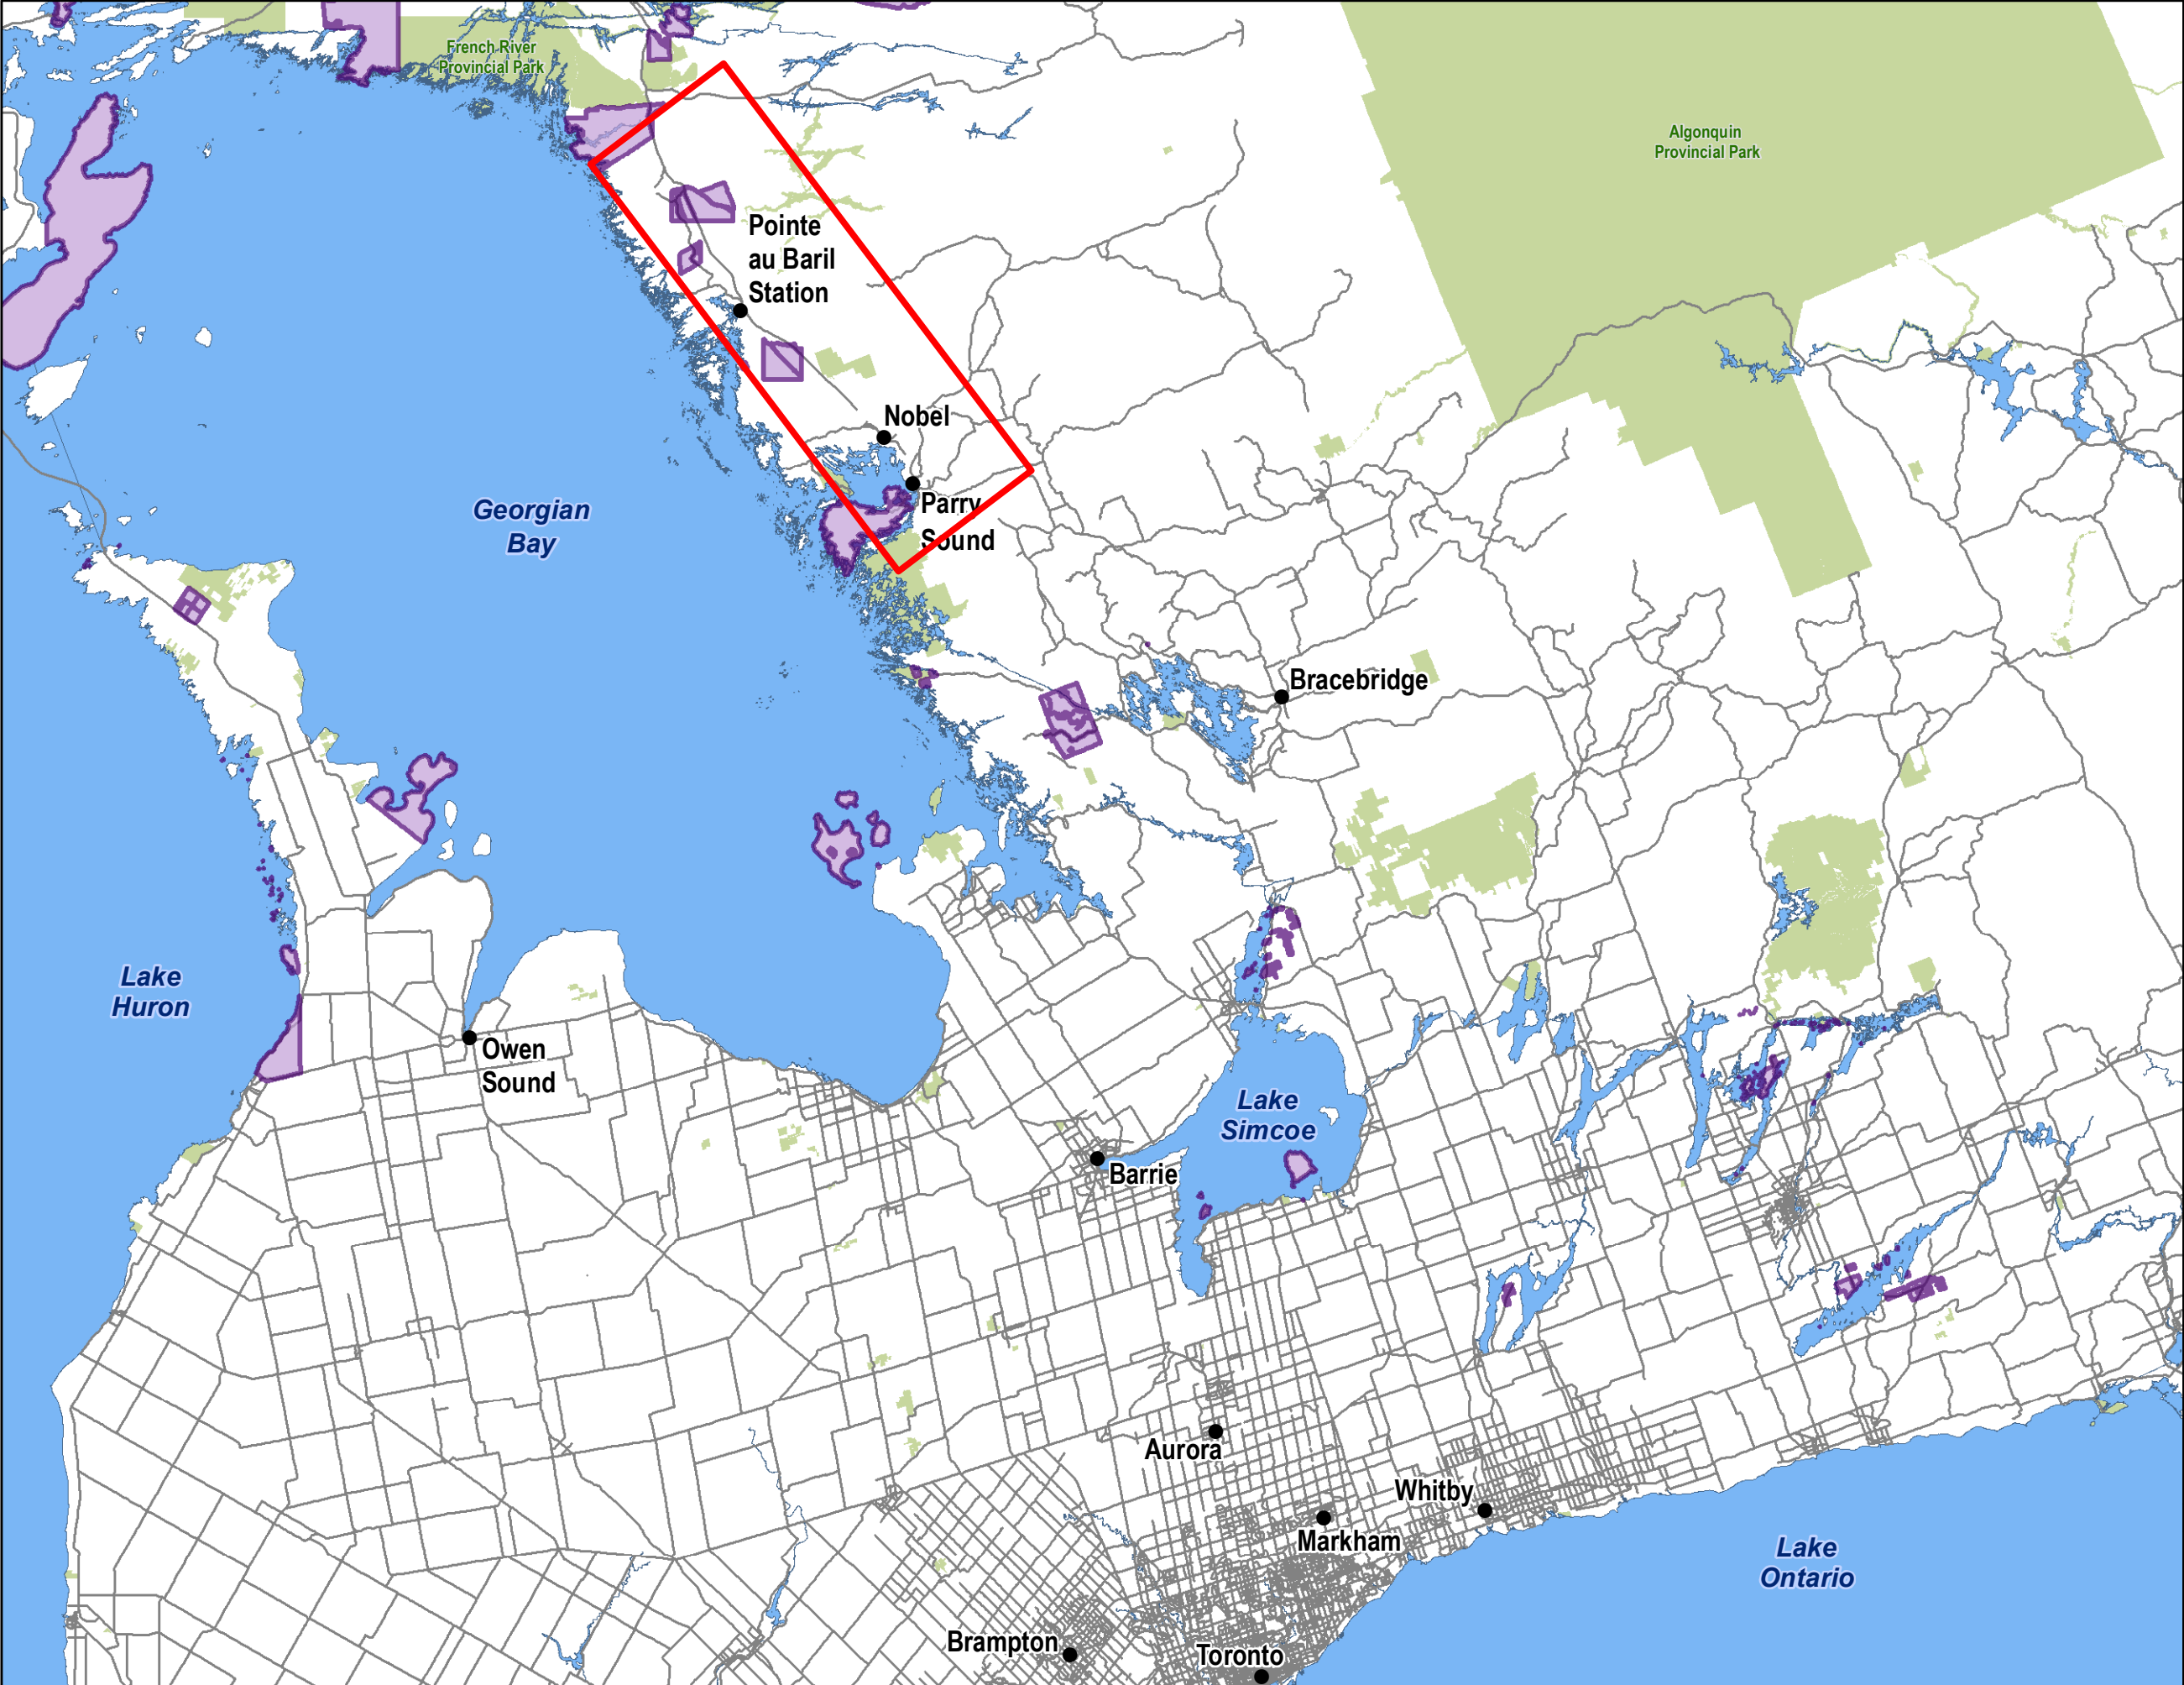 French River
Provincial Park
Algonquin
Provincial Park
Pointe
au Baril
Station
Nobel
Georgian
Bay
Parry
Sound
Bracebridge
Lake
Huron
Owen
Sound
Lake
Simcoe
Barrie
Aurora
Whitby
Markham
Lake
Ontario
Brampton
Toronto